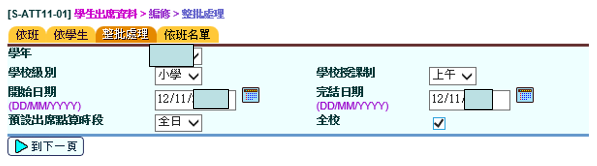 [S-ATT11-01] 學生出席資料 > 編修 > 整批處理
依班 依學生 整批處理 依班名單
學年
學校級別 小學 學校授課制 上午
開始日期 12/11/ 完結日期 12/11/
(DD/MM/YYYY) (DD/MM/YYYY)
預設出席點算時段 全日 全校
到下一頁